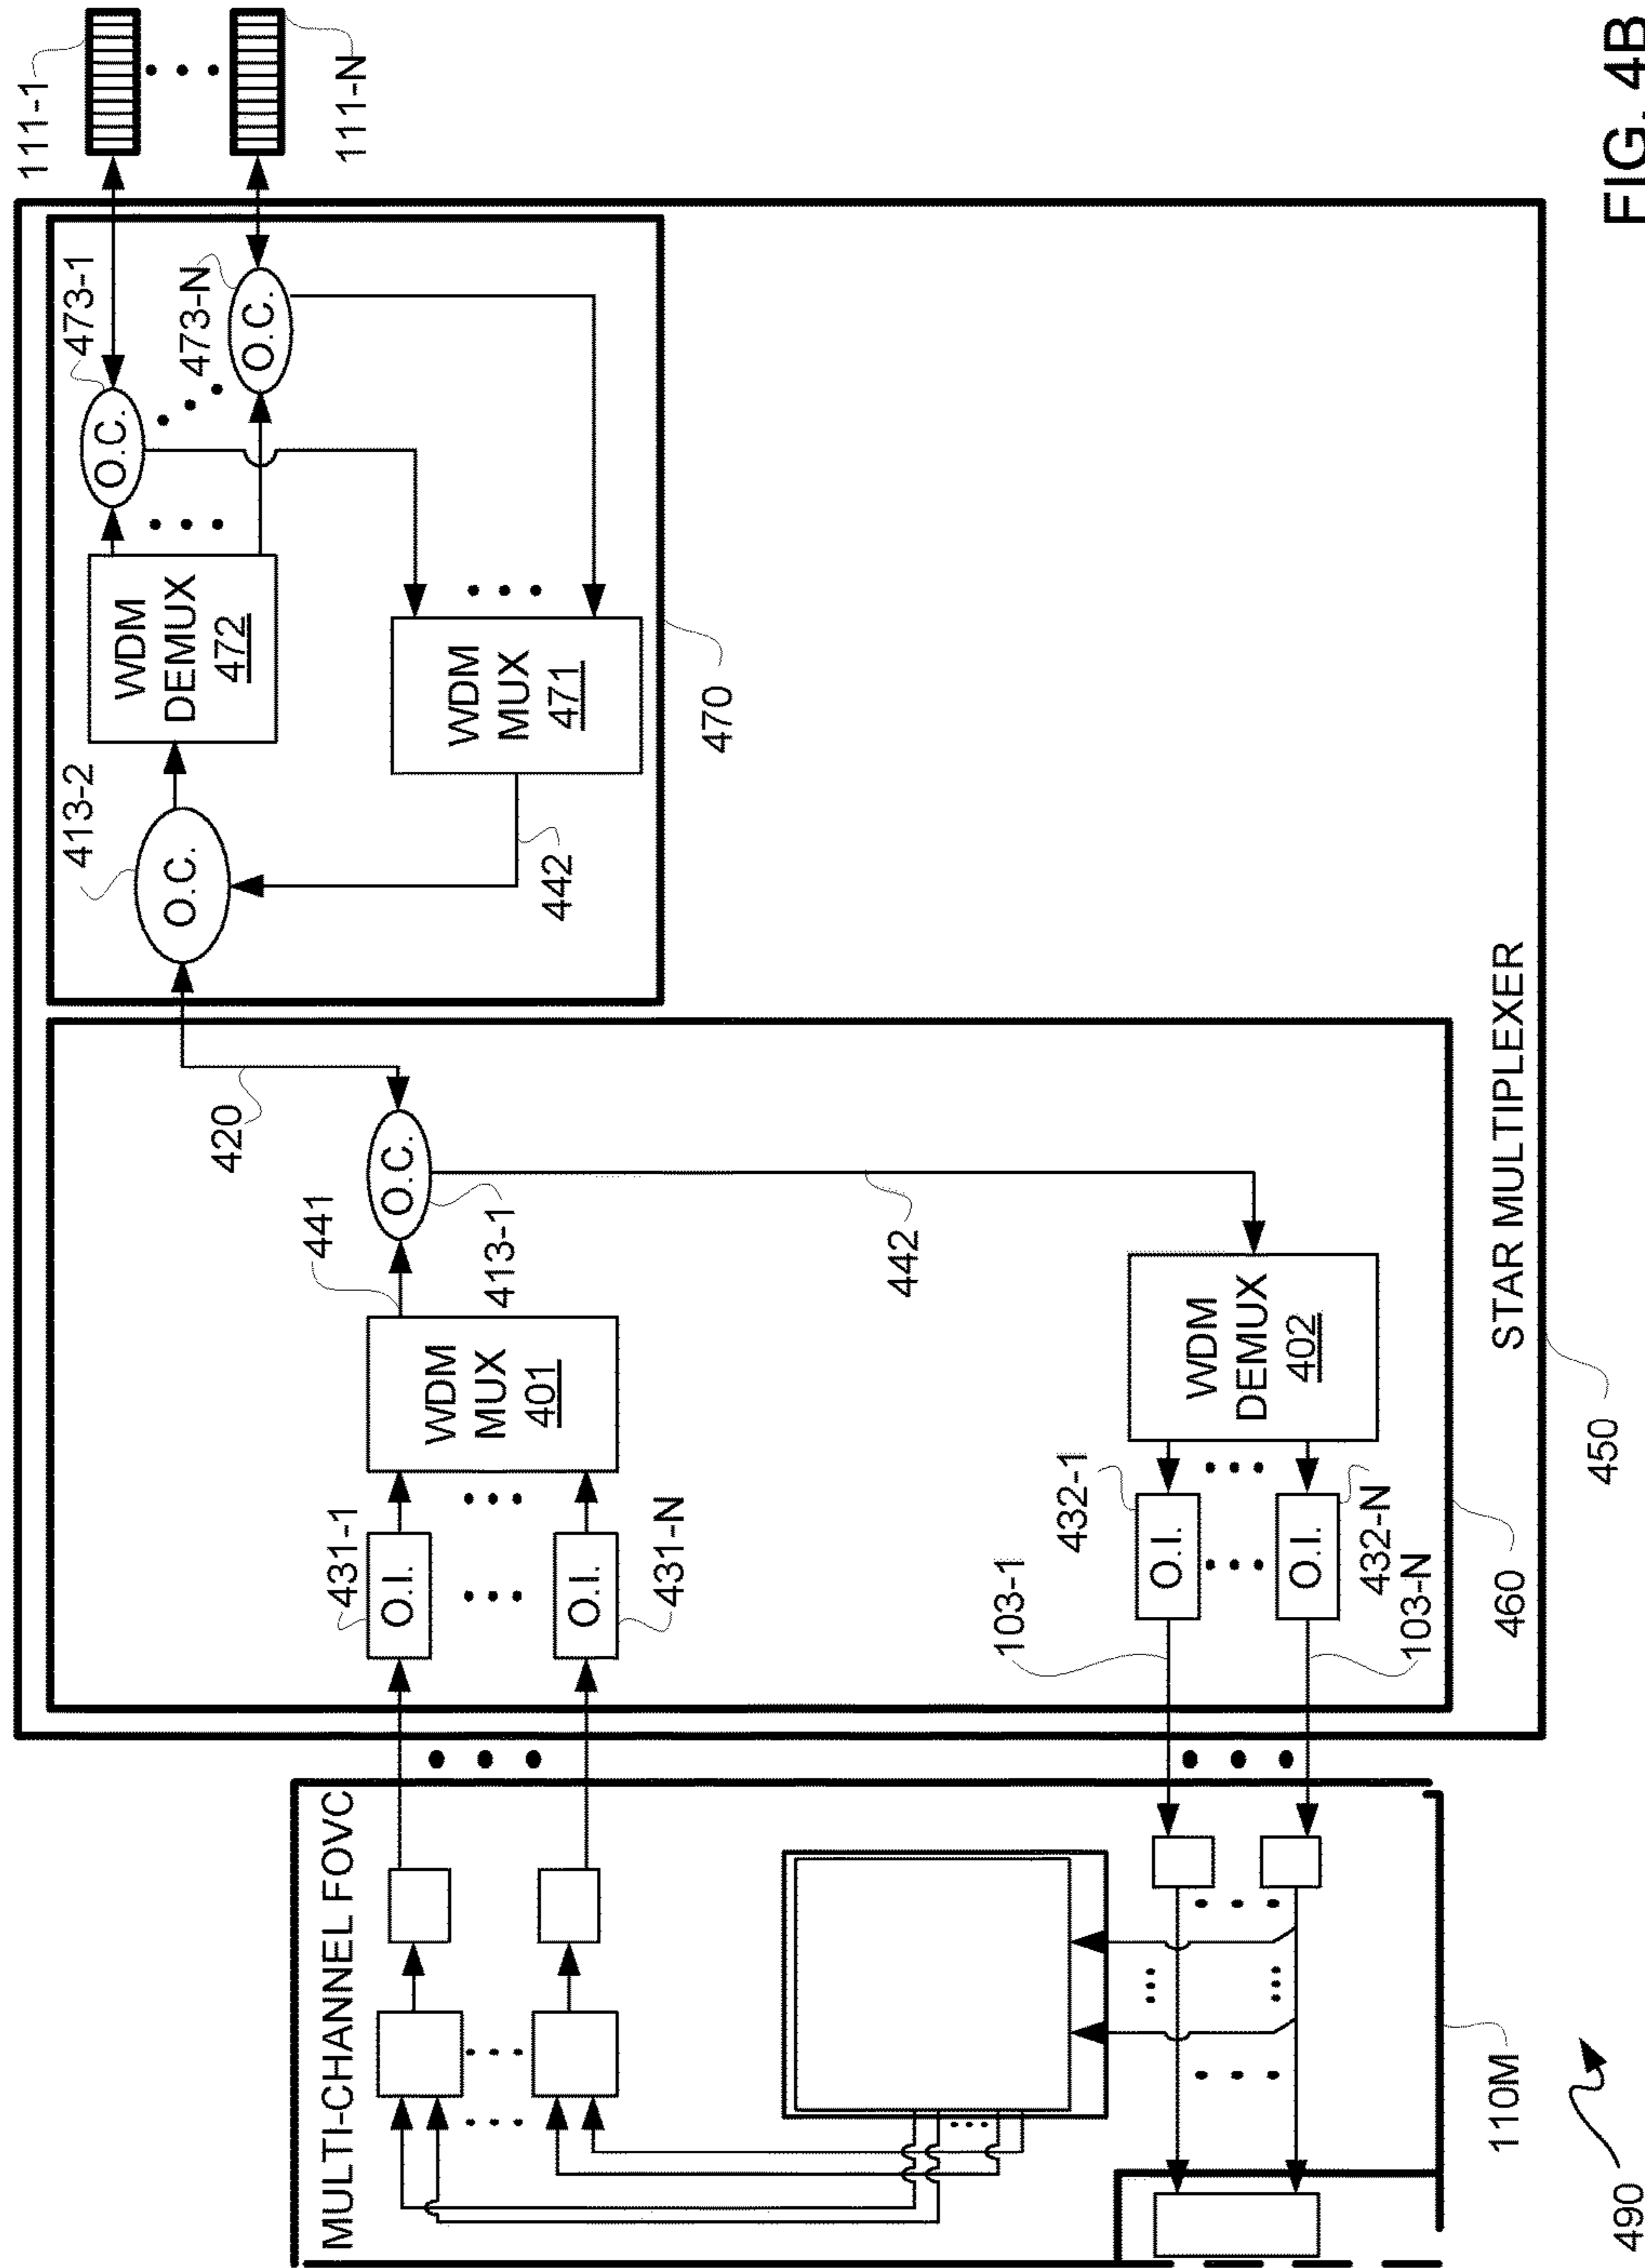 MULTI-CHANNEL FOVC
431-1
O.I.
O.I.
431-N
WDM
MUX
401
441
O.C.
413-1
420
442
WDM
DEMUX
402
432-1
O.I.
O.I.
432-N
103-1
103-N
413-2
O.C.
WDM
DEMUX
472
O.C.
473-1
473-N
O.C.
WDM
MUX
471
442
111-1
111-N
470
460
450
STAR MULTIPLEXER
110M
490
FIG. 4B